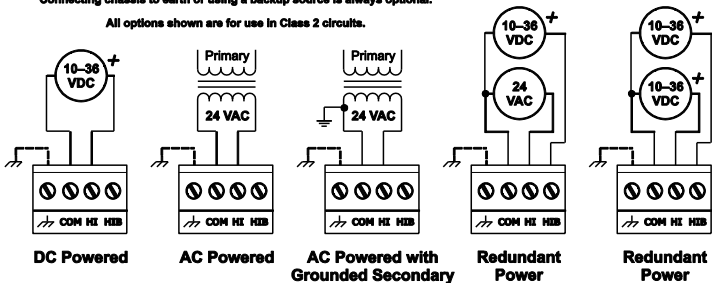 Connecting chassis to earth or using a backup source is always optional.
All options shown are for use in Class 2 circuits.
10–36 VDC +
COM HI HIB
DC Powered
Primary
24 VAC
COM HI HIB
AC Powered
Primary
24 VAC
COM HI HIB
AC Powered with
Grounded Secondary
10–36 VDC +
24 VAC
COM HI HIB
Redundant
Power
10–36 VDC +
10–36 VDC +
COM HI HIB
Redundant
Power